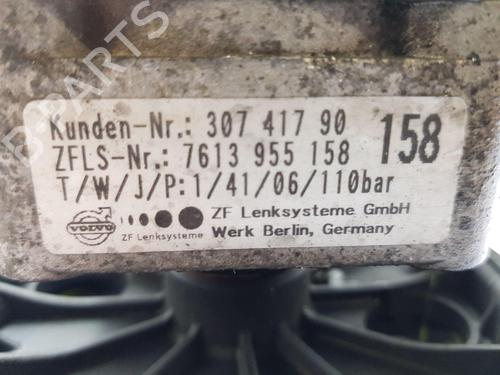 Kunden-Nr.: 307 417 90
ZFLS-Nr.: 7613 955 158 158
T/W/J/P:1/41/06/110bar
VOLVO ZF Lenksysteme ZF Lenksysteme GmbH
Werk Berlin, Germany
B-PARTS